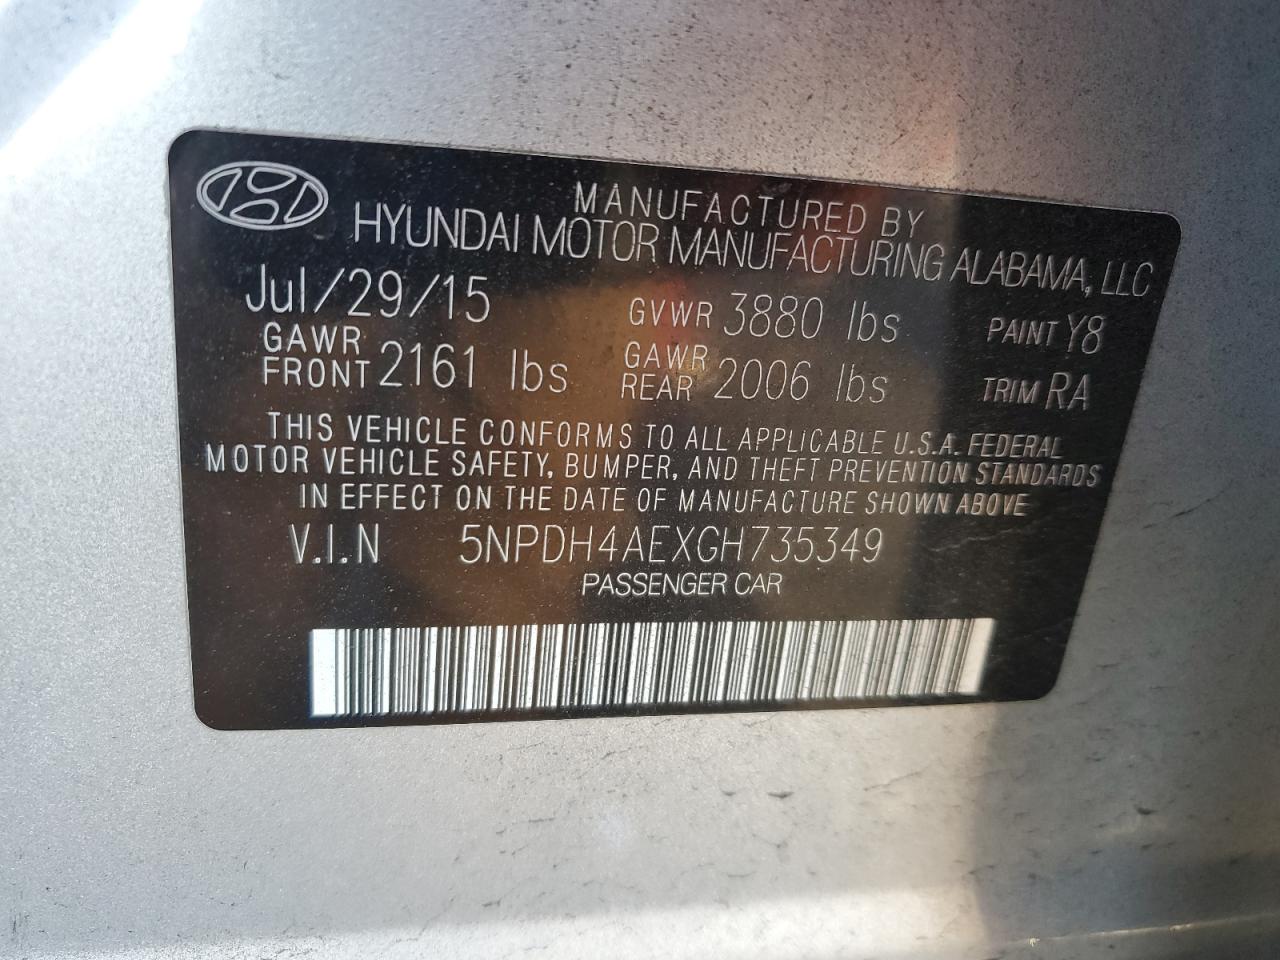 MANUFACTURED BY
HYUNDAI MOTOR MANUFACTURING ALABAMA, LLC
Jul/29/15 GVWR 3880 lbs PAINT Y8
GAWR FRONT 2161 lbs GAWR REAR 2006 lbs TRIM RA
THIS VEHICLE CONFORMS TO ALL APPLICABLE U.S.A. FEDERAL
MOTOR VEHICLE SAFETY, BUMPER, AND THEFT PREVENTION STANDARDS
IN EFFECT ON THE DATE OF MANUFACTURE SHOWN ABOVE
V.I.N 5NPDH4AEXGH735349
PASSENGER CAR